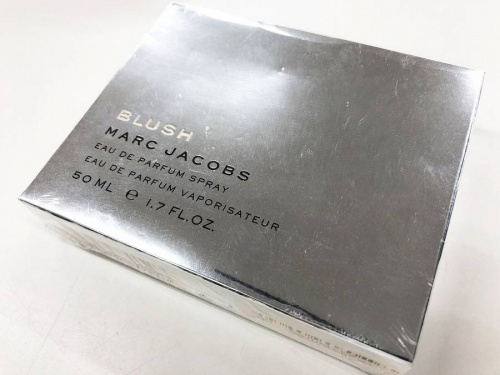 BLUSH
MARC JACOBS
EAU DE PARFUM SPRAY
EAU DE PARFUM VAPORISATEUR
50 ML ℮ 1.7 FL.OZ.